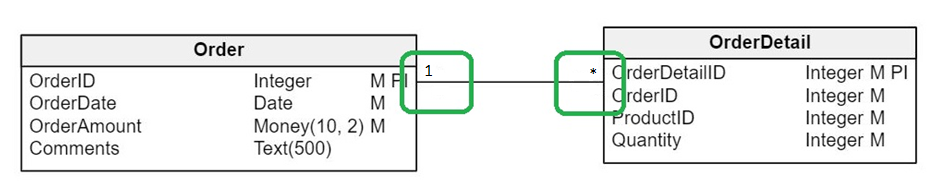 Order
OrderID Integer M PI
OrderDate Date M
OrderAmount Money(10, 2) M
Comments Text(500)
1
*
OrderDetail
OrderDetailID Integer M PI
OrderID Integer M
ProductID Integer M
Quantity Integer M